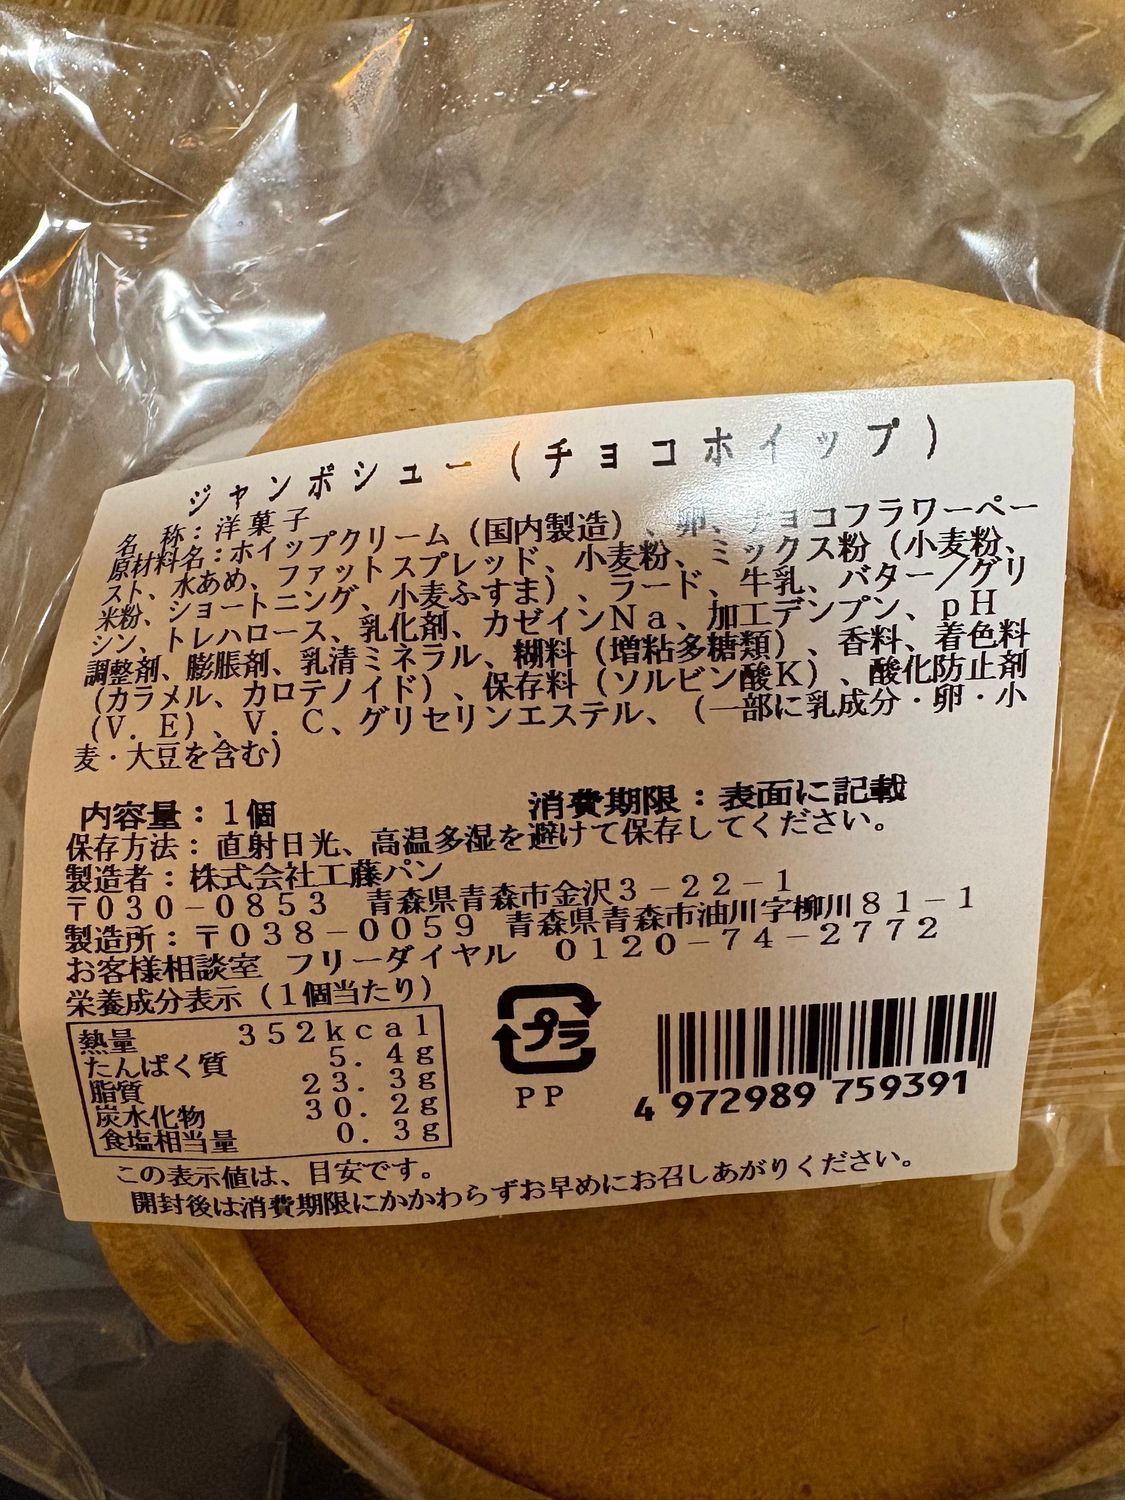 ジャンボシュー(チョコホイップ)
名　称:洋菓子
原材料名:ホイップクリーム(国内製造)、卵、チョコフラワーペー
スト、水あめ、ファットスプレッド、小麦粉、ミックス粉(小麦粉、
米粉、ショートニング、小麦ふすま)、ラード、牛乳、バター/グリ
シン、トレハロース、乳化剤、カゼインNa、加工デンプン、pH
調整剤、膨脹剤、乳清ミネラル、糊料(増粘多糖類)、香料、着色料
(カラメル、カロテノイド)、保存料(ソルビン酸K)、酸化防止剤
(V.E)、V.C、グリセリンエステル、(一部に乳成分・卵・小
麦・大豆を含む)
内容量:1個　消費期限:表面に記載
保存方法:直射日光、高温多湿を避けて保存してください。
製造者:株式会社工藤パン
〒030-0853　青森県青森市金沢3-22-1
製造所:〒038-0059　青森県青森市油川字柳川81-1
お客様相談室 フリーダイヤル　0120-74-2772
栄養成分表示(1個当たり)
熱量　352kcal
たんぱく質　5.4g
脂質　23.3g
炭水化物　30.2g
食塩相当量　0.3g
プラ
PP
4 972989 759391
この表示値は、目安です。
開封後は消費期限にかかわらずお早めにお召しあがりください。